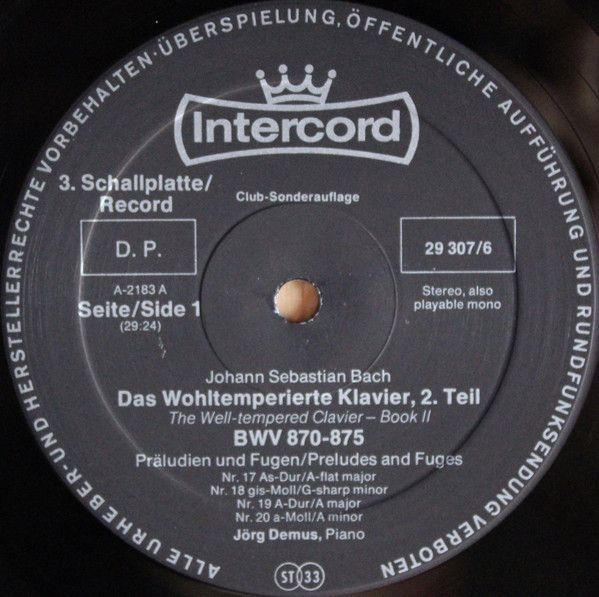 ALLE URHEBER-UND HERSTELLERRECHTE VORBEHALTEN·ÜBERSPIELUNG, ÖFFENTLICHE AUFFÜHRUNG UND RUNDFUNKSENDUNG VERBOTEN
Intercord
3. Schallplatte/
Record
Club-Sonderauflage
D. P.
29 307/6
A-2183 A
Seite/Side 1
(29:24)
Stereo, also
playable mono
Johann Sebastian Bach
Das Wohltemperierte Klavier, 2. Teil
The Well-tempered Clavier – Book II
BWV 870-875
Präludien und Fugen/Preludes and Fuges
Nr. 17 As-Dur/A-flat major
Nr. 18 gis-Moll/G-sharp minor
Nr. 19 A-Dur/A major
Nr. 20 a-Moll/A minor
Jörg Demus, Piano
ST 33